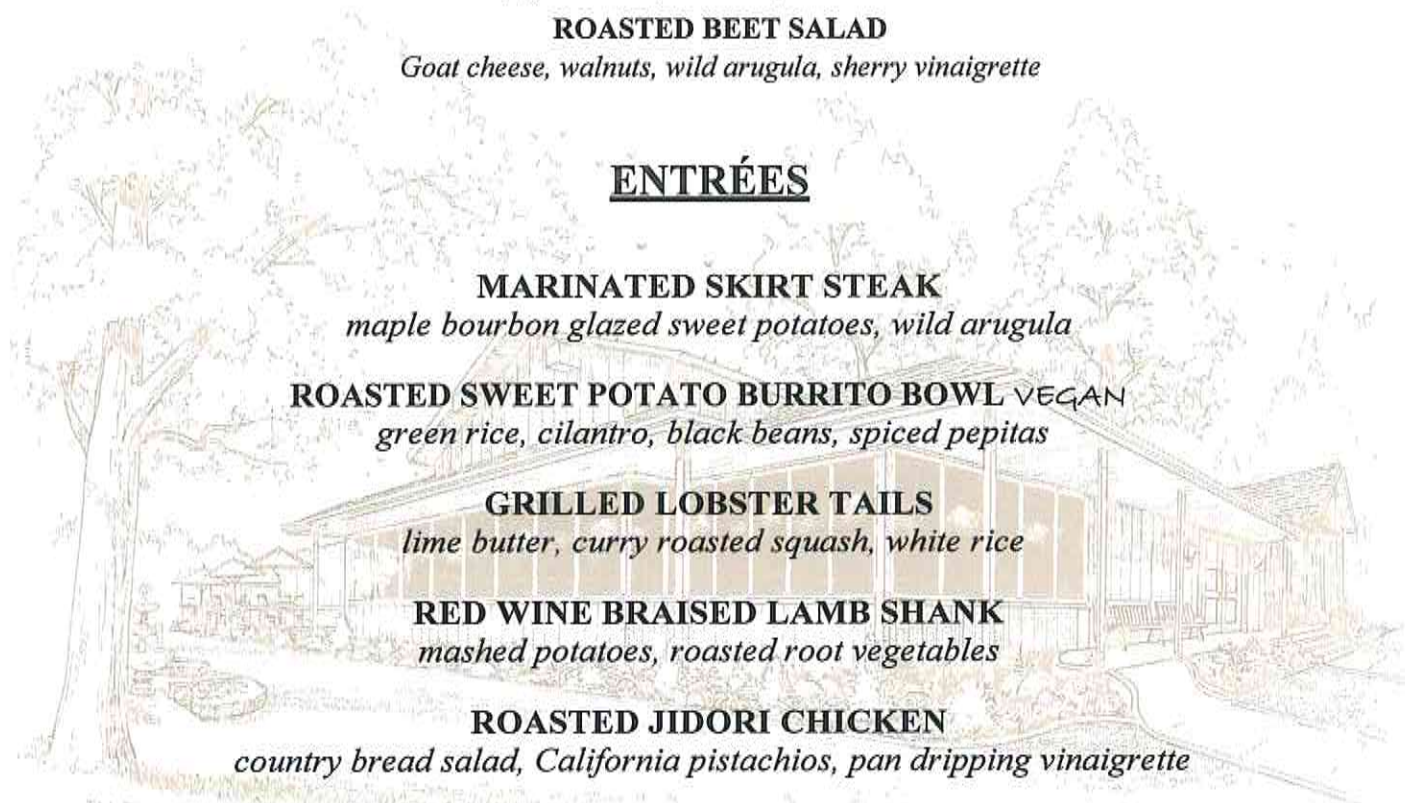 ROASTED BEET SALAD
Goat cheese, walnuts, wild arugula, sherry vinaigrette
ENTRÉES
MARINATED SKIRT STEAK
maple bourbon glazed sweet potatoes, wild arugula
ROASTED SWEET POTATO BURRITO BOWL VEGAN
green rice, cilantro, black beans, spiced pepitas
GRILLED LOBSTER TAILS
lime butter, curry roasted squash, white rice
RED WINE BRAISED LAMB SHANK
mashed potatoes, roasted root vegetables
ROASTED JIDORI CHICKEN
country bread salad, California pistachios, pan dripping vinaigrette